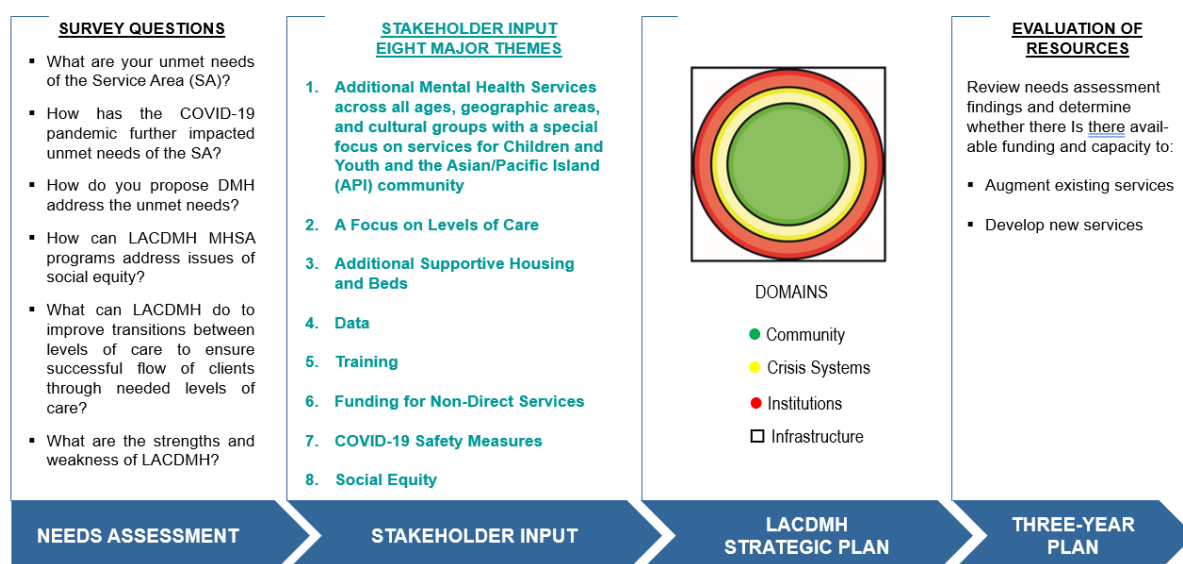 SURVEY QUESTIONS
▪ What are your unmet needs
of the Service Area (SA)?
▪ How has the COVID-19
pandemic further impacted
unmet needs of the SA?
▪ How do you propose DMH
address the unmet needs?
▪ How can LACDMH MHSA
programs address issues of
social equity?
▪ What can LACDMH do to
improve transitions between
levels of care to ensure
successful flow of clients
through needed levels of
care?
▪ What are the strengths and
weakness of LACDMH?
NEEDS ASSESSMENT
STAKEHOLDER INPUT
EIGHT MAJOR THEMES
1. Additional Mental Health Services
across all ages, geographic areas,
and cultural groups with a special
focus on services for Children and
Youth and the Asian/Pacific Island
(API) community
2. A Focus on Levels of Care
3. Additional Supportive Housing
and Beds
4. Data
5. Training
6. Funding for Non-Direct Services
7. COVID-19 Safety Measures
8. Social Equity
STAKEHOLDER INPUT
DOMAINS
Community
Crisis Systems
Institutions
Infrastructure
LACDMH
STRATEGIC PLAN
EVALUATION OF
RESOURCES
Review needs assessment
findings and determine
whether there Is there avail-
able funding and capacity to:
▪ Augment existing services
▪ Develop new services
THREE-YEAR
PLAN